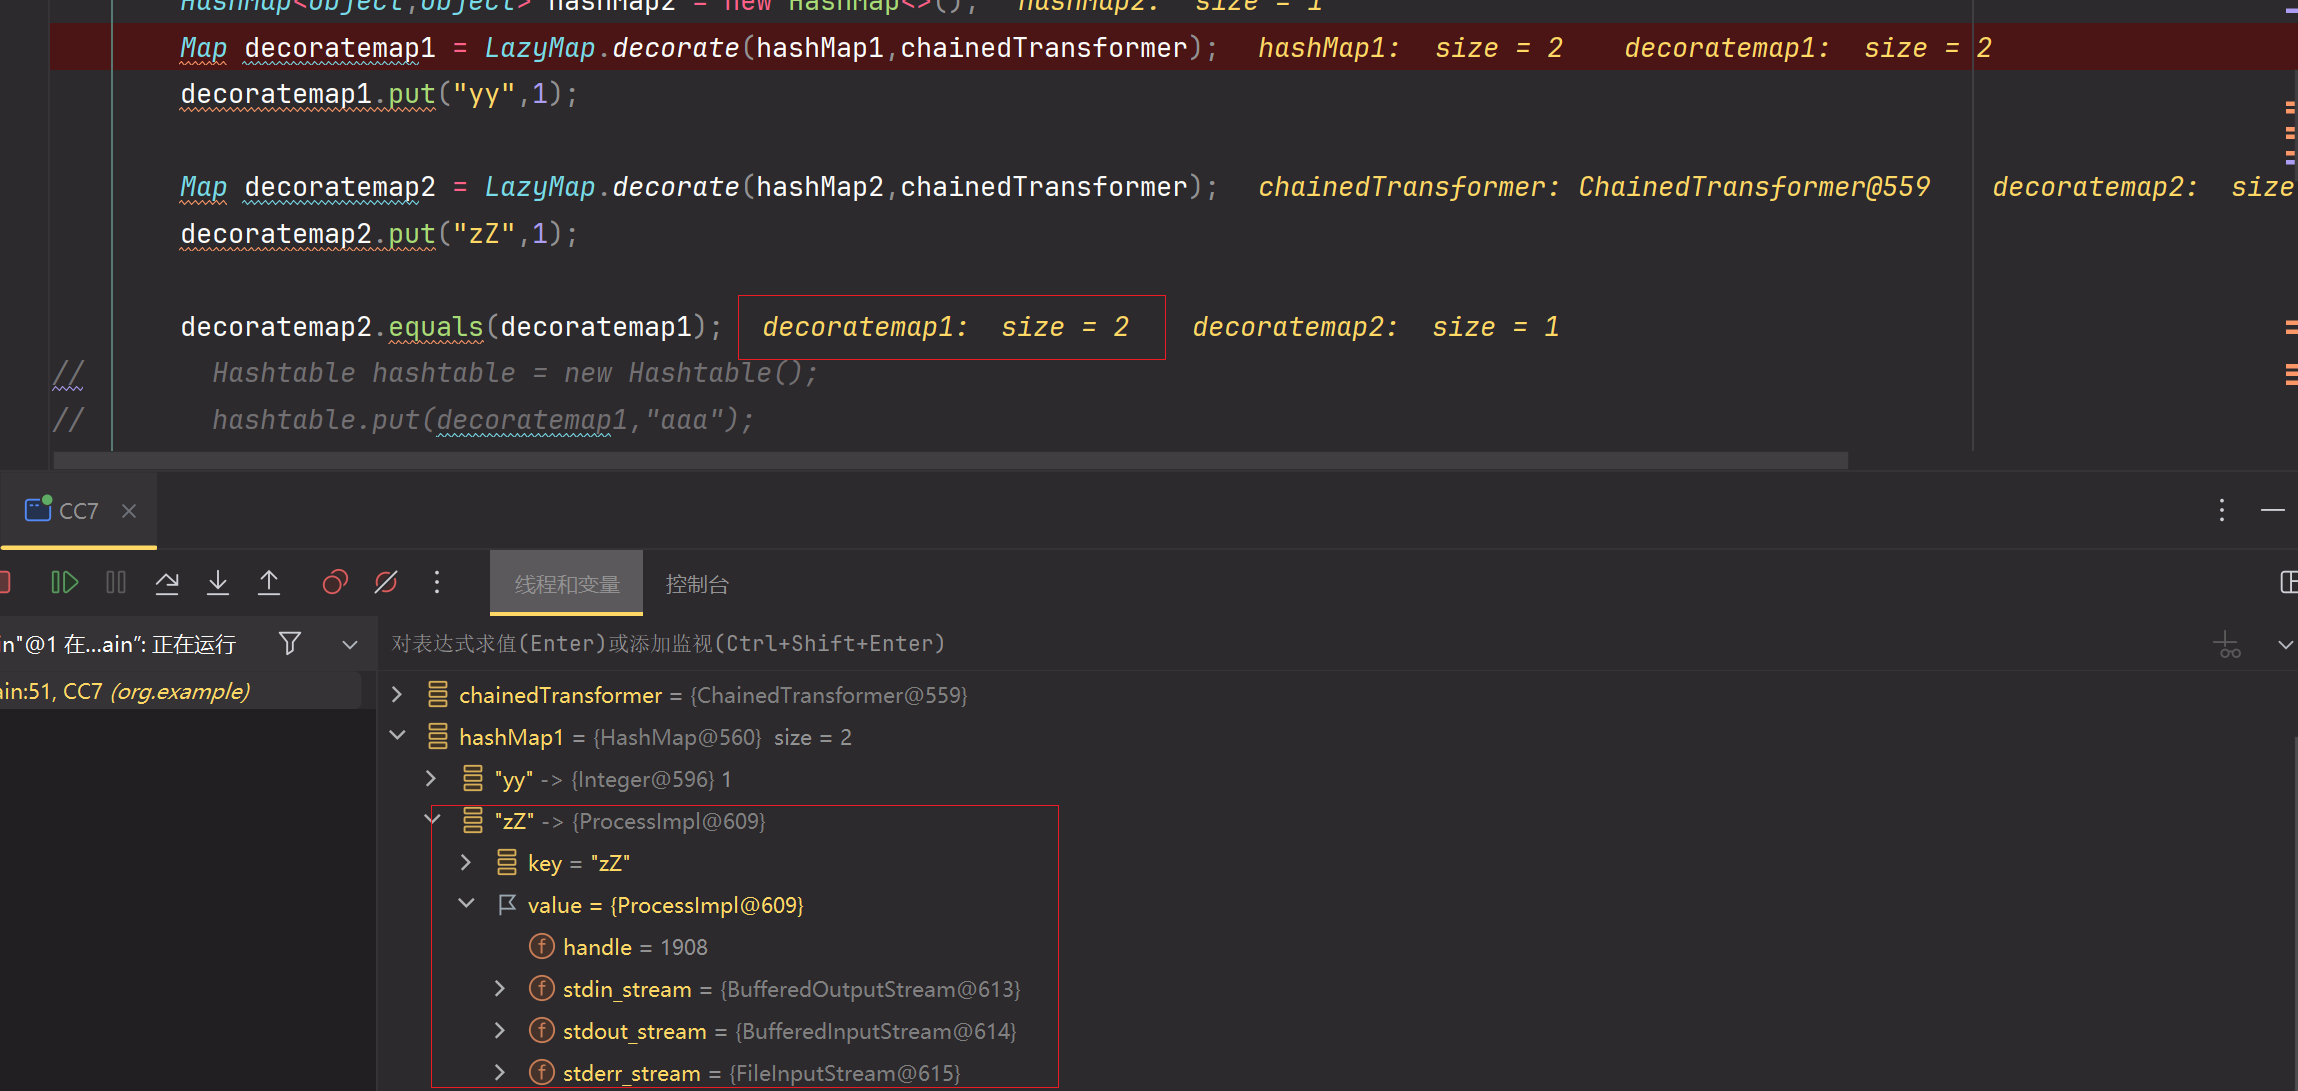 HashMap<Object,Object> hashMap2 = new HashMap<>(); hashMap2: size = 1
Map decoratemap1 = LazyMap.decorate(hashMap1,chainedTransformer); hashMap1: size = 2 decoratemap1: size = 2
decoratemap1.put("yy",1);
Map decoratemap2 = LazyMap.decorate(hashMap2,chainedTransformer); chainedTransformer: ChainedTransformer@559 decoratemap2: size
decoratemap2.put("zZ",1);
decoratemap2.equals(decoratemap1); decoratemap1: size = 2 decoratemap2: size = 1
// Hashtable hashtable = new Hashtable();
// hashtable.put(decoratemap1,"aaa");
CC7
线程和变量 控制台
in"@1 在...ain": 正在运行
对表达式求值(Enter)或添加监视(Ctrl+Shift+Enter)
ain:51, CC7 (org.example)
chainedTransformer = {ChainedTransformer@559}
hashMap1 = {HashMap@560} size = 2
"yy" -> {Integer@596} 1
"zZ" -> {ProcessImpl@609}
key = "zZ"
value = {ProcessImpl@609}
handle = 1908
stdin_stream = {BufferedOutputStream@613}
stdout_stream = {BufferedInputStream@614}
stderr_stream = {FileInputStream@615}